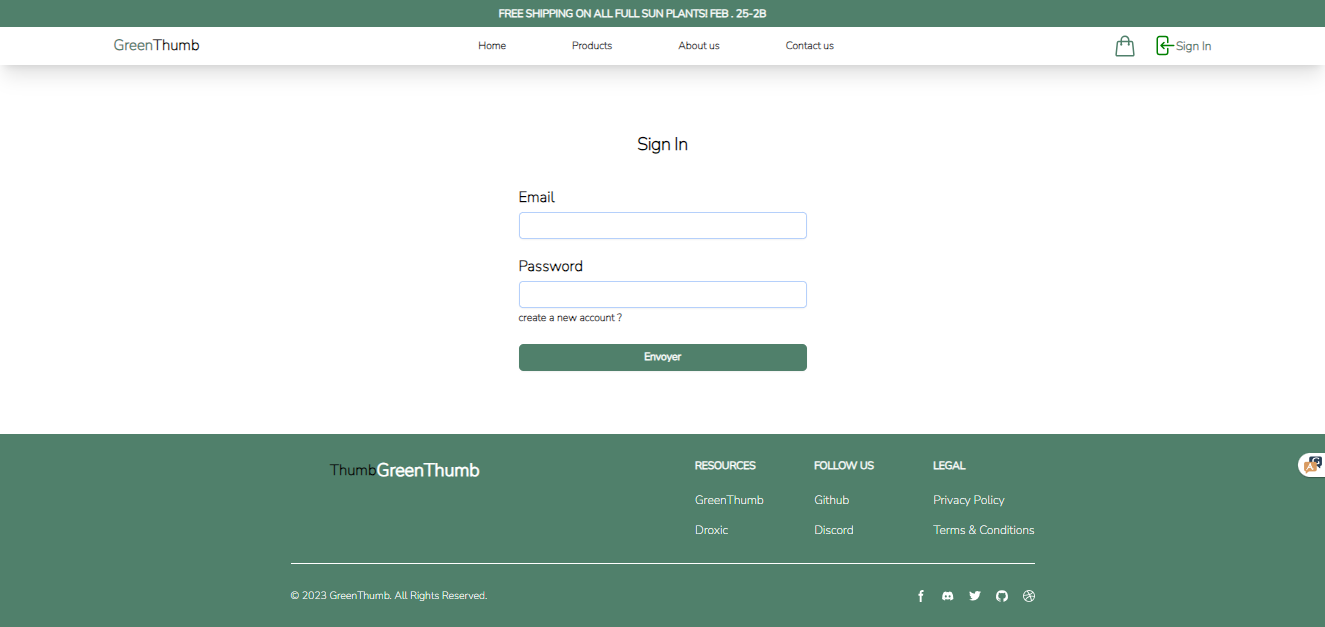 FREE SHIPPING ON ALL FULL SUN PLANTS! FEB . 25-2B
GreenThumb Home Products About us Contact us Sign In
Sign In
Email
Password
create a new account ?
Envoyer
ThumbGreenThumb
RESOURCES FOLLOW US LEGAL
GreenThumb Github Privacy Policy
Droxic Discord Terms & Conditions
© 2023 GreenThumb. All Rights Reserved.